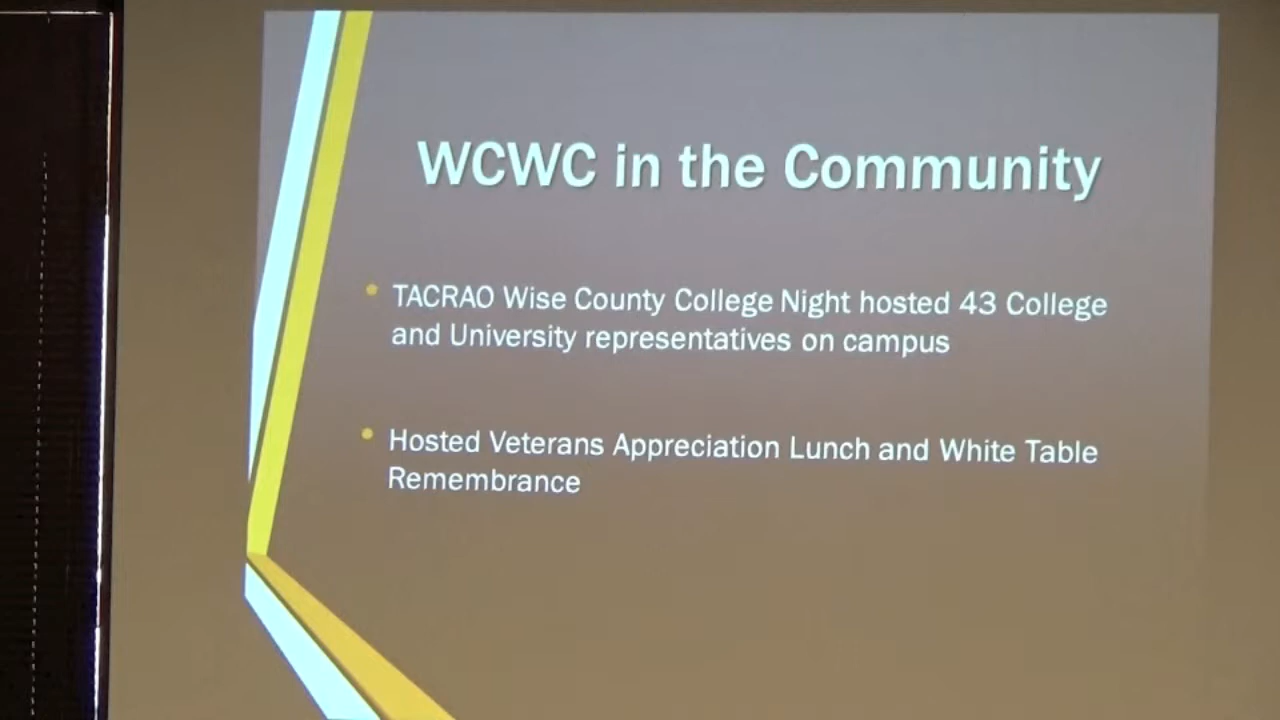 WCWC in the Community
• TACRAO Wise County College Night hosted 43 College
and University representatives on campus
• Hosted Veterans Appreciation Lunch and White Table
Remembrance